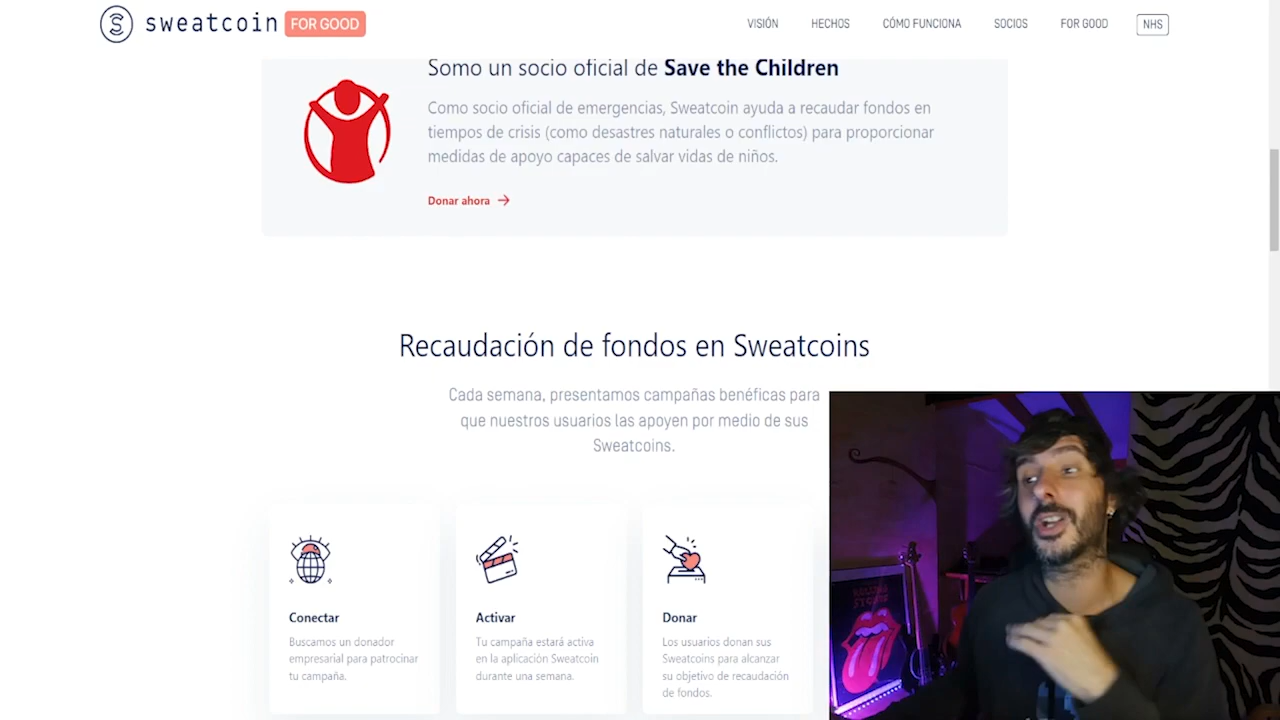 sweatcoin FOR GOOD
VISIÓN
HECHOS
CÓMO FUNCIONA
SOCIOS
FOR GOOD
NHS
Somo un socio oficial de Save the Children
Como socio oficial de emergencias, Sweatcoin ayuda a recaudar fondos en
tiempos de crisis (como desastres naturales o conflictos) para proporcionar
medidas de apoyo capaces de salvar vidas de niños.
Donar ahora
Recaudación de fondos en Sweatcoins
Cada semana, presentamos campañas benéficas para
que nuestros usuarios las apoyen por medio de sus
Sweatcoins.
Conectar
Buscamos un donador
empresarial para patrocinar
tu campaña.
Activar
Tu campaña estará activa
en la aplicación Sweatcoin
durante una semana.
Donar
Los usuarios donan sus
Sweatcoins para alcanzar
su objetivo de recaudación
de fondos.